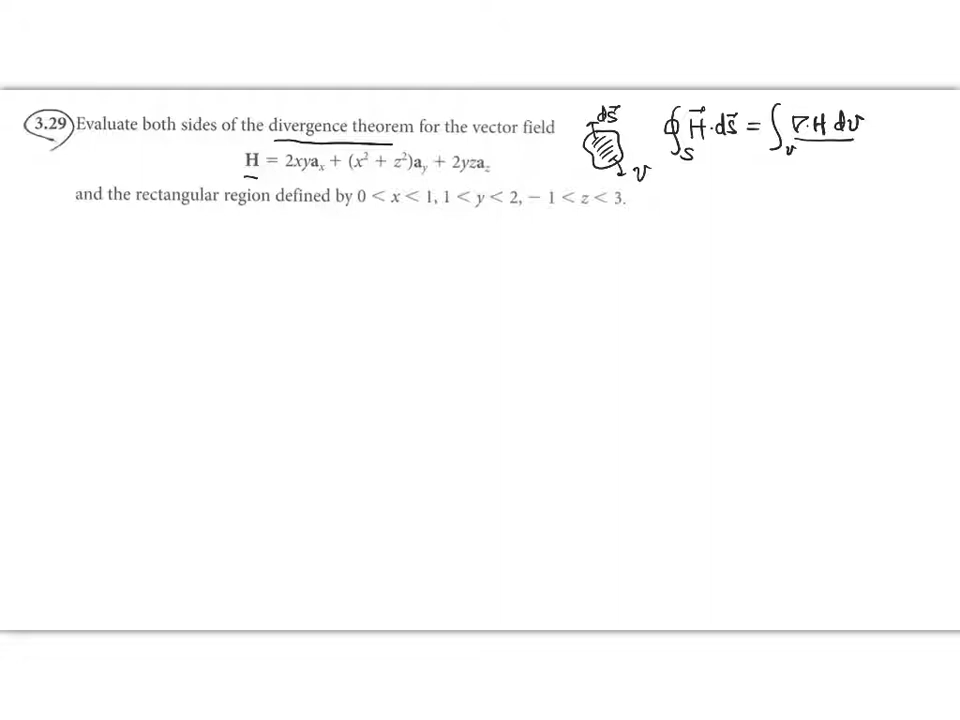 3.29 Evaluate both sides of the divergence theorem for the vector field
H = 2xyaₓ + (x² + z²)a_y + 2yza_z
and the rectangular region defined by 0 < x < 1, 1 < y < 2, − 1 < z < 3.
ds⃗
v
∮_S H⃗·ds⃗ = ∫_v ∇·H dv